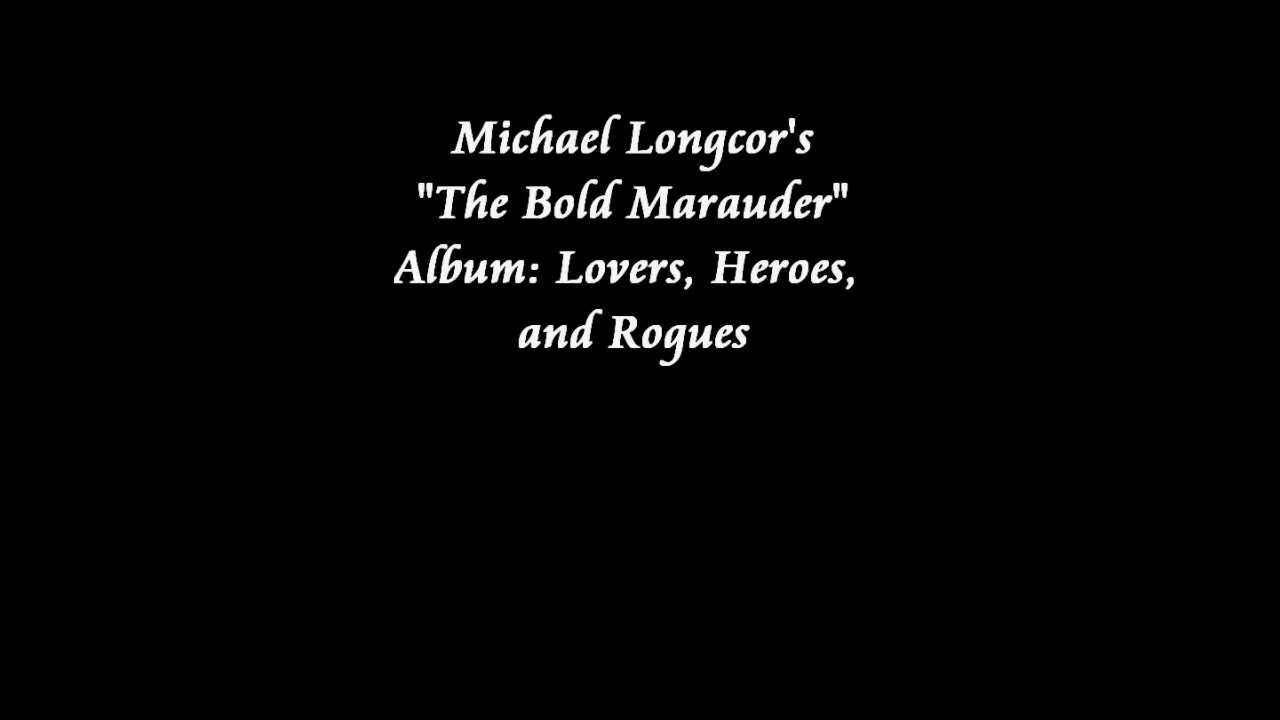 Michael Longcor's
"The Bold Marauder"
Album: Lovers, Heroes,
and Rogues